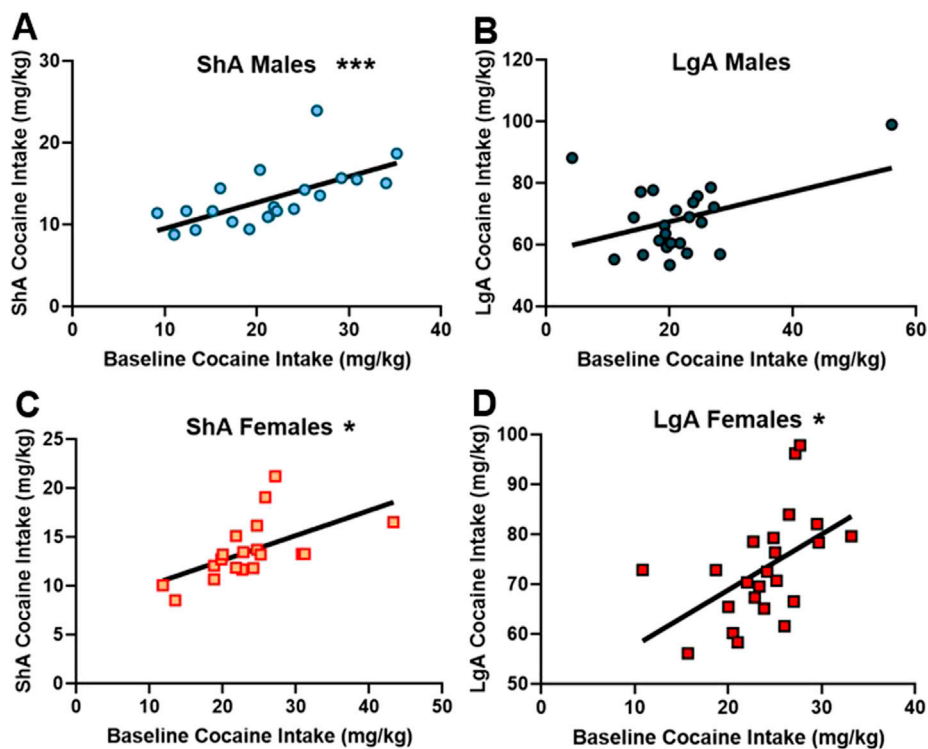 A
ShA Males ***
ShA Cocaine Intake (mg/kg)
30
20
10
0
0 10 20 30 40
Baseline Cocaine Intake (mg/kg)
B
LgA Males
LgA Cocaine Intake (mg/kg)
120
100
80
60
40
0 20 40 60
Baseline Cocaine Intake (mg/kg)
C
ShA Females *
ShA Cocaine Intake (mg/kg)
25
20
15
10
5
0
0 10 20 30 40 50
Baseline Cocaine Intake (mg/kg)
D
LgA Females *
LgA Cocaine Intake (mg/kg)
100
90
80
70
60
50
0 10 20 30 40
Baseline Cocaine Intake (mg/kg)